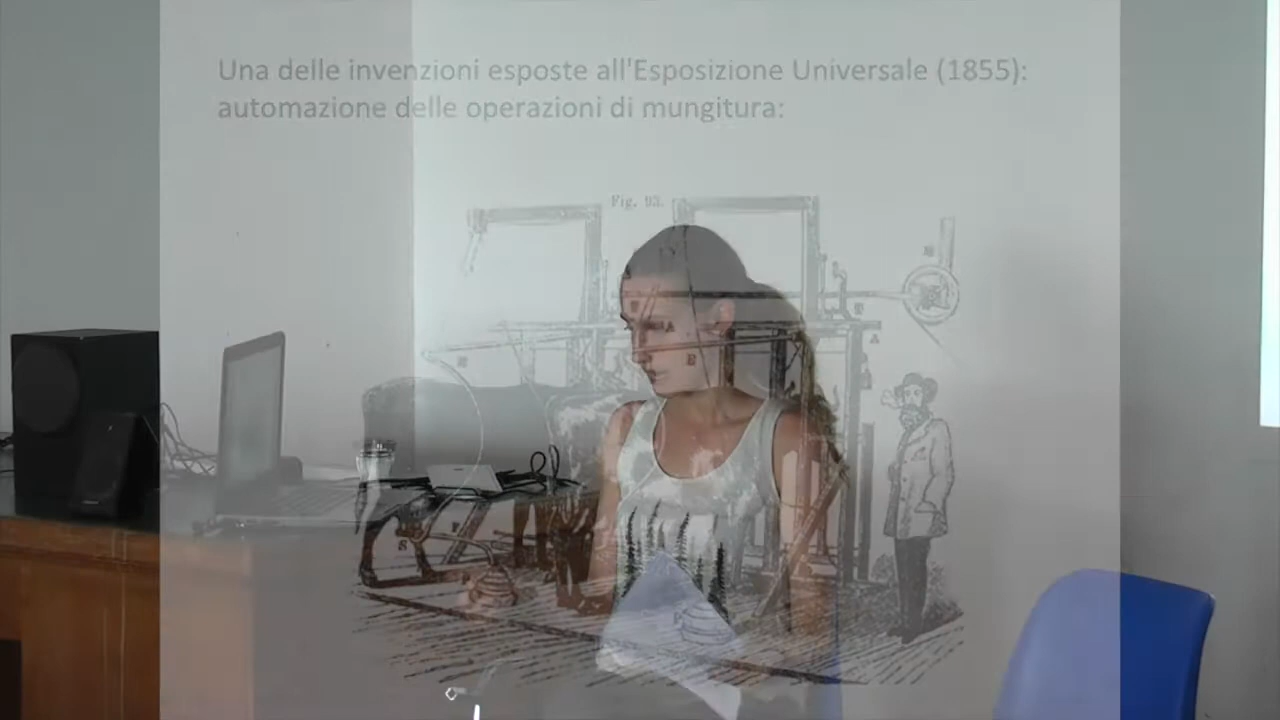 Una delle invenzioni esposte all'Esposizione Universale (1855):
automazione delle operazioni di mungitura:
Fig. 93.
A
E
A
S